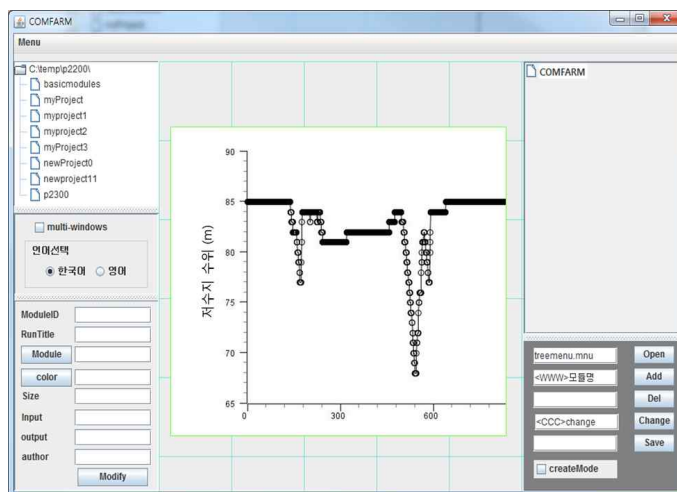 COMFARM
Menu
C:\temp\p2200\
basicmodules
myProject
myproject1
myproject2
myProject3
newProject0
newproject11
p2300
multi-windows
언어선택
한국어 영어
ModuleID
RunTitle
Module
color
Size
Input
output
author
Modify
90
85
80
75
70
65
0 300 600
저수지 수위 (m)
COMFARM
treemenu.mnu Open
<WWW>모듈명 Add
Del
<CCC>change Change
Save
createMode